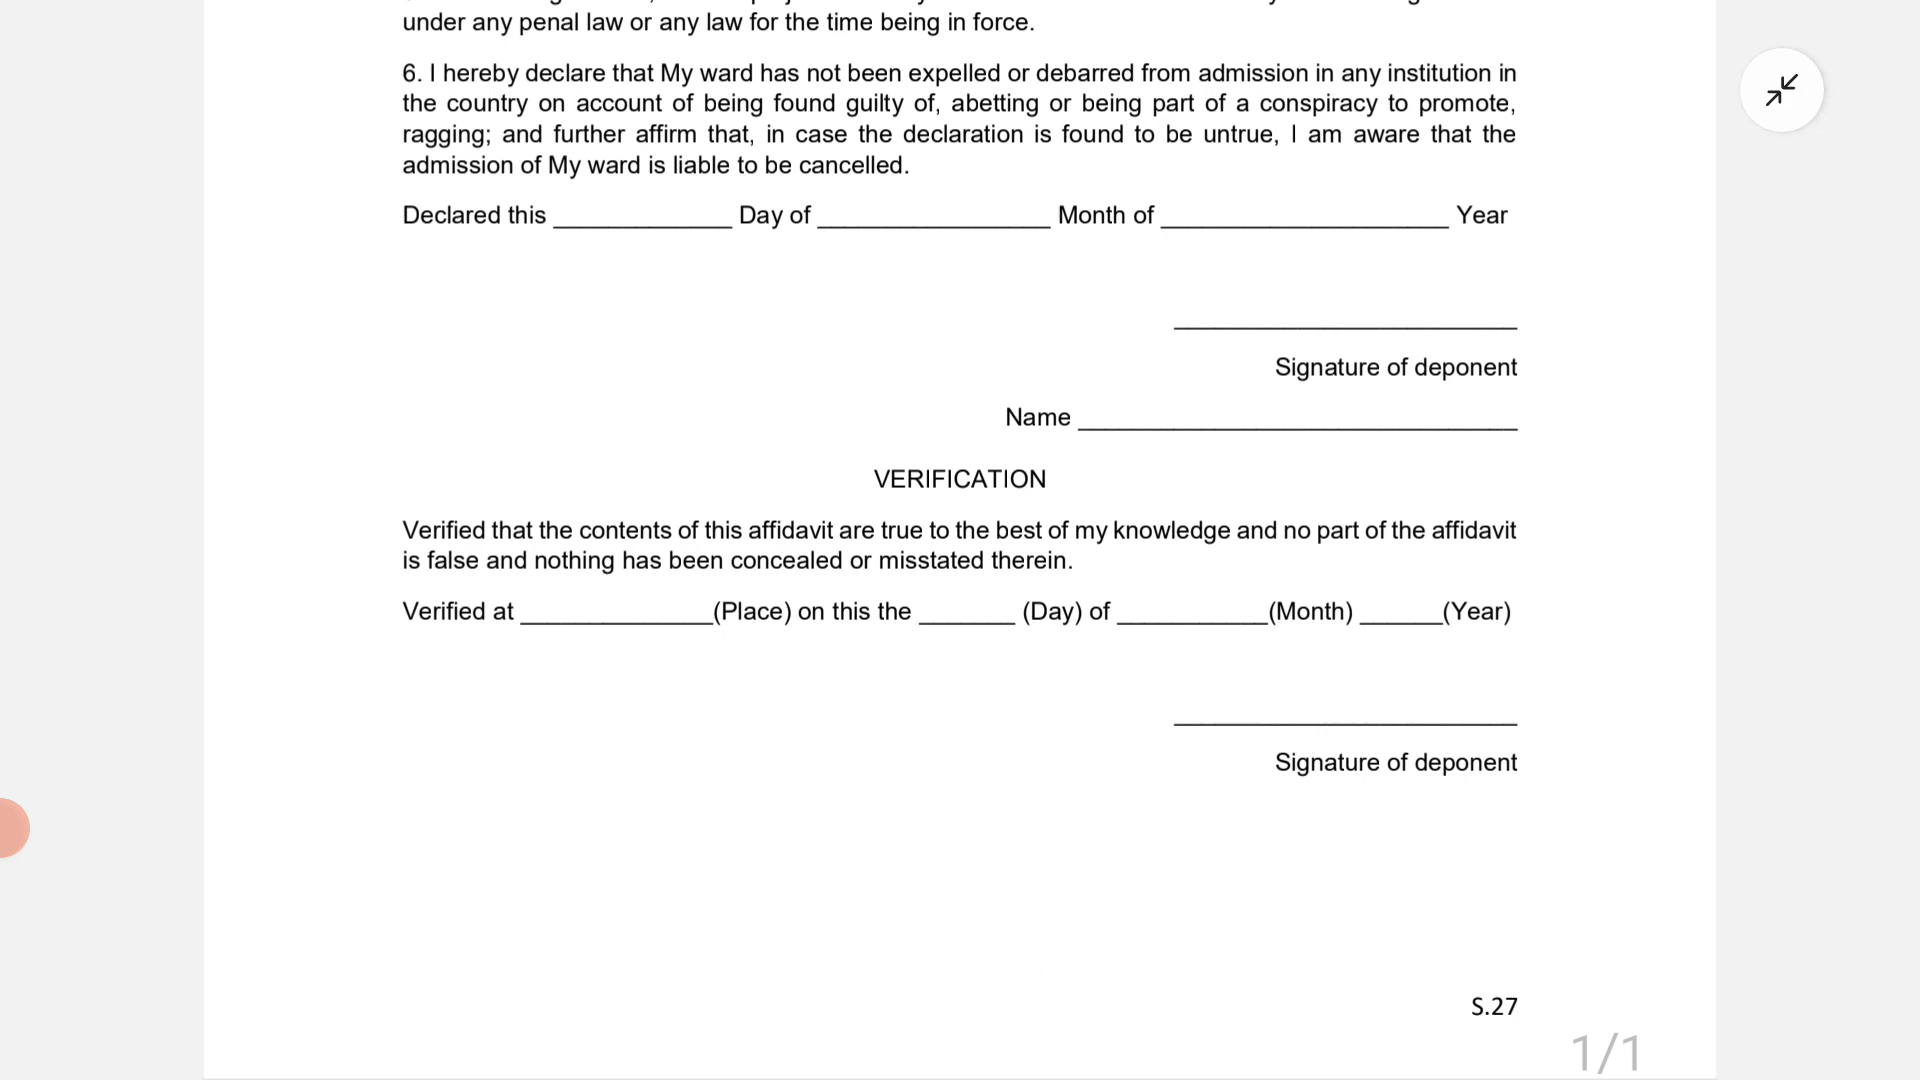 under any penal law or any law for the time being in force.
6. I hereby declare that My ward has not been expelled or debarred from admission in any institution in
the country on account of being found guilty of, abetting or being part of a conspiracy to promote,
ragging; and further affirm that, in case the declaration is found to be untrue, I am aware that the
admission of My ward is liable to be cancelled.
Declared this _____________ Day of _________________ Month of _____________________ Year
_________________________
Signature of deponent
Name ________________________________
VERIFICATION
Verified that the contents of this affidavit are true to the best of my knowledge and no part of the affidavit
is false and nothing has been concealed or misstated therein.
Verified at ______________(Place) on this the _______ (Day) of ___________(Month) ______(Year)
_________________________
Signature of deponent
S.27
1/1